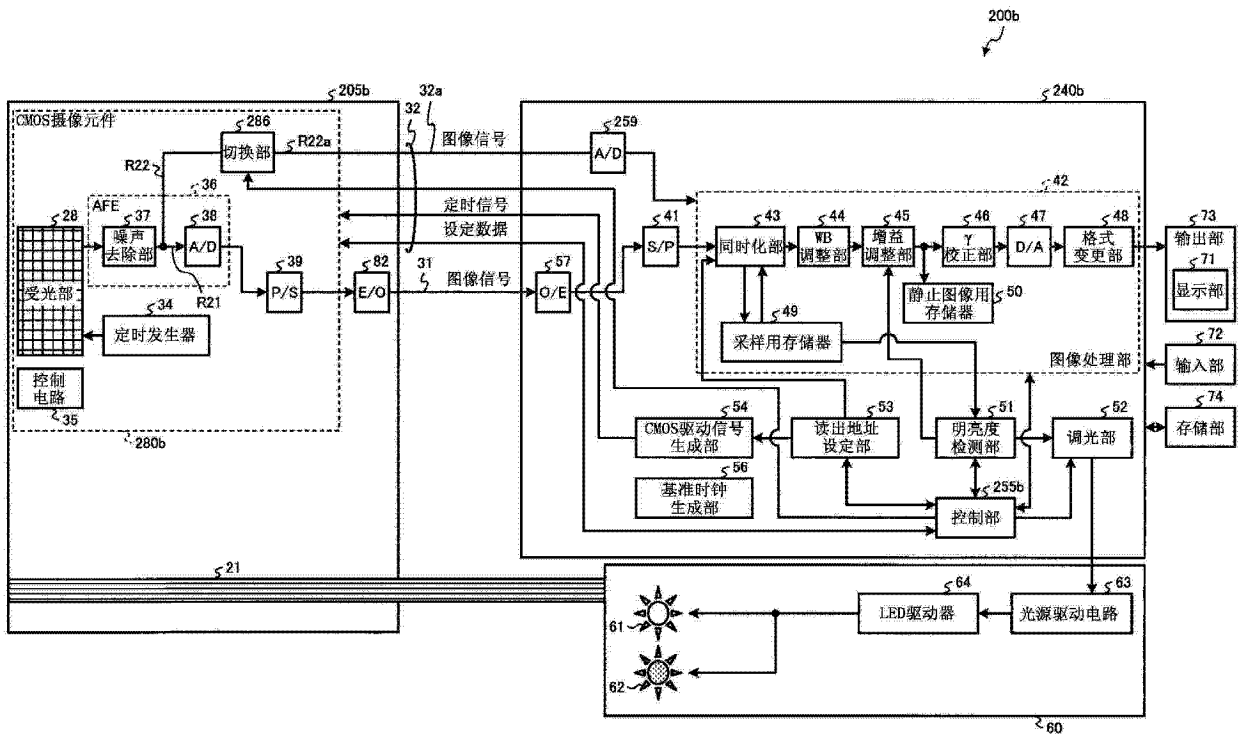 200b
205b
240b
CMOS摄像元件
286
切换部
R22a
R22
32
32a
图像信号
259
A/D
36
AFE
28
受光部
37
噪声
去除部
38
A/D
R21
34
定时发生器
控制
电路
35
280b
39
P/S
82
E/O
31
图像信号
定时信号
设定数据
57
O/E
41
S/P
42
43
同时化部
44
WB
调整部
45
增益
调整部
46
γ
校正部
47
D/A
48
格式
变更部
静止图像用
存储器
50
49
采样用存储器
图像处理部
73
输出部
71
显示部
72
输入部
74
存储部
54
CMOS驱动信号
生成部
53
读出地址
设定部
51
明亮度
检测部
52
调光部
56
基准时钟
生成部
255b
控制部
21
64
LED驱动器
63
光源驱动电路
61
62
60